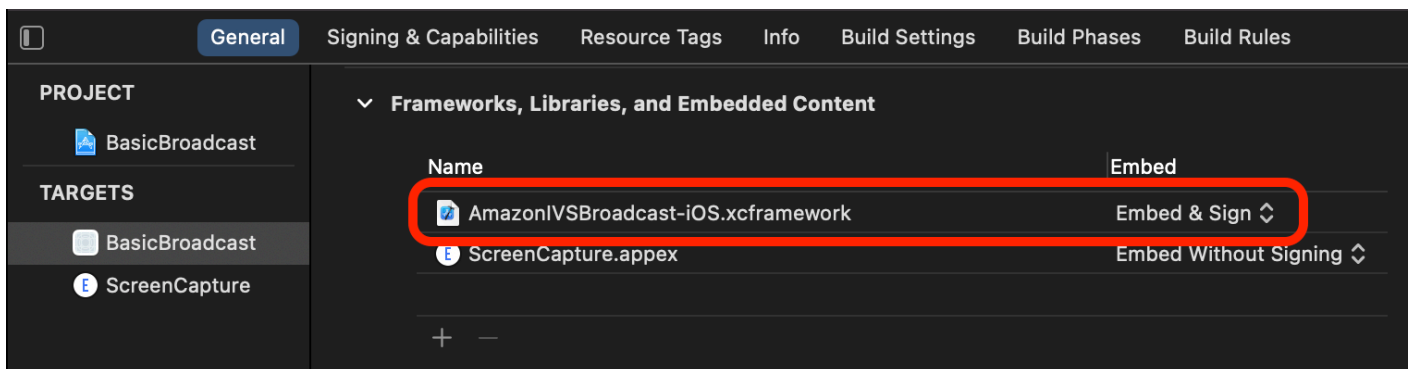 General Signing & Capabilities Resource Tags Info Build Settings Build Phases Build Rules
PROJECT
BasicBroadcast
TARGETS
BasicBroadcast
E ScreenCapture
Frameworks, Libraries, and Embedded Content
Name Embed
AmazonIVSBroadcast-iOS.xcframework Embed & Sign
E ScreenCapture.appex Embed Without Signing